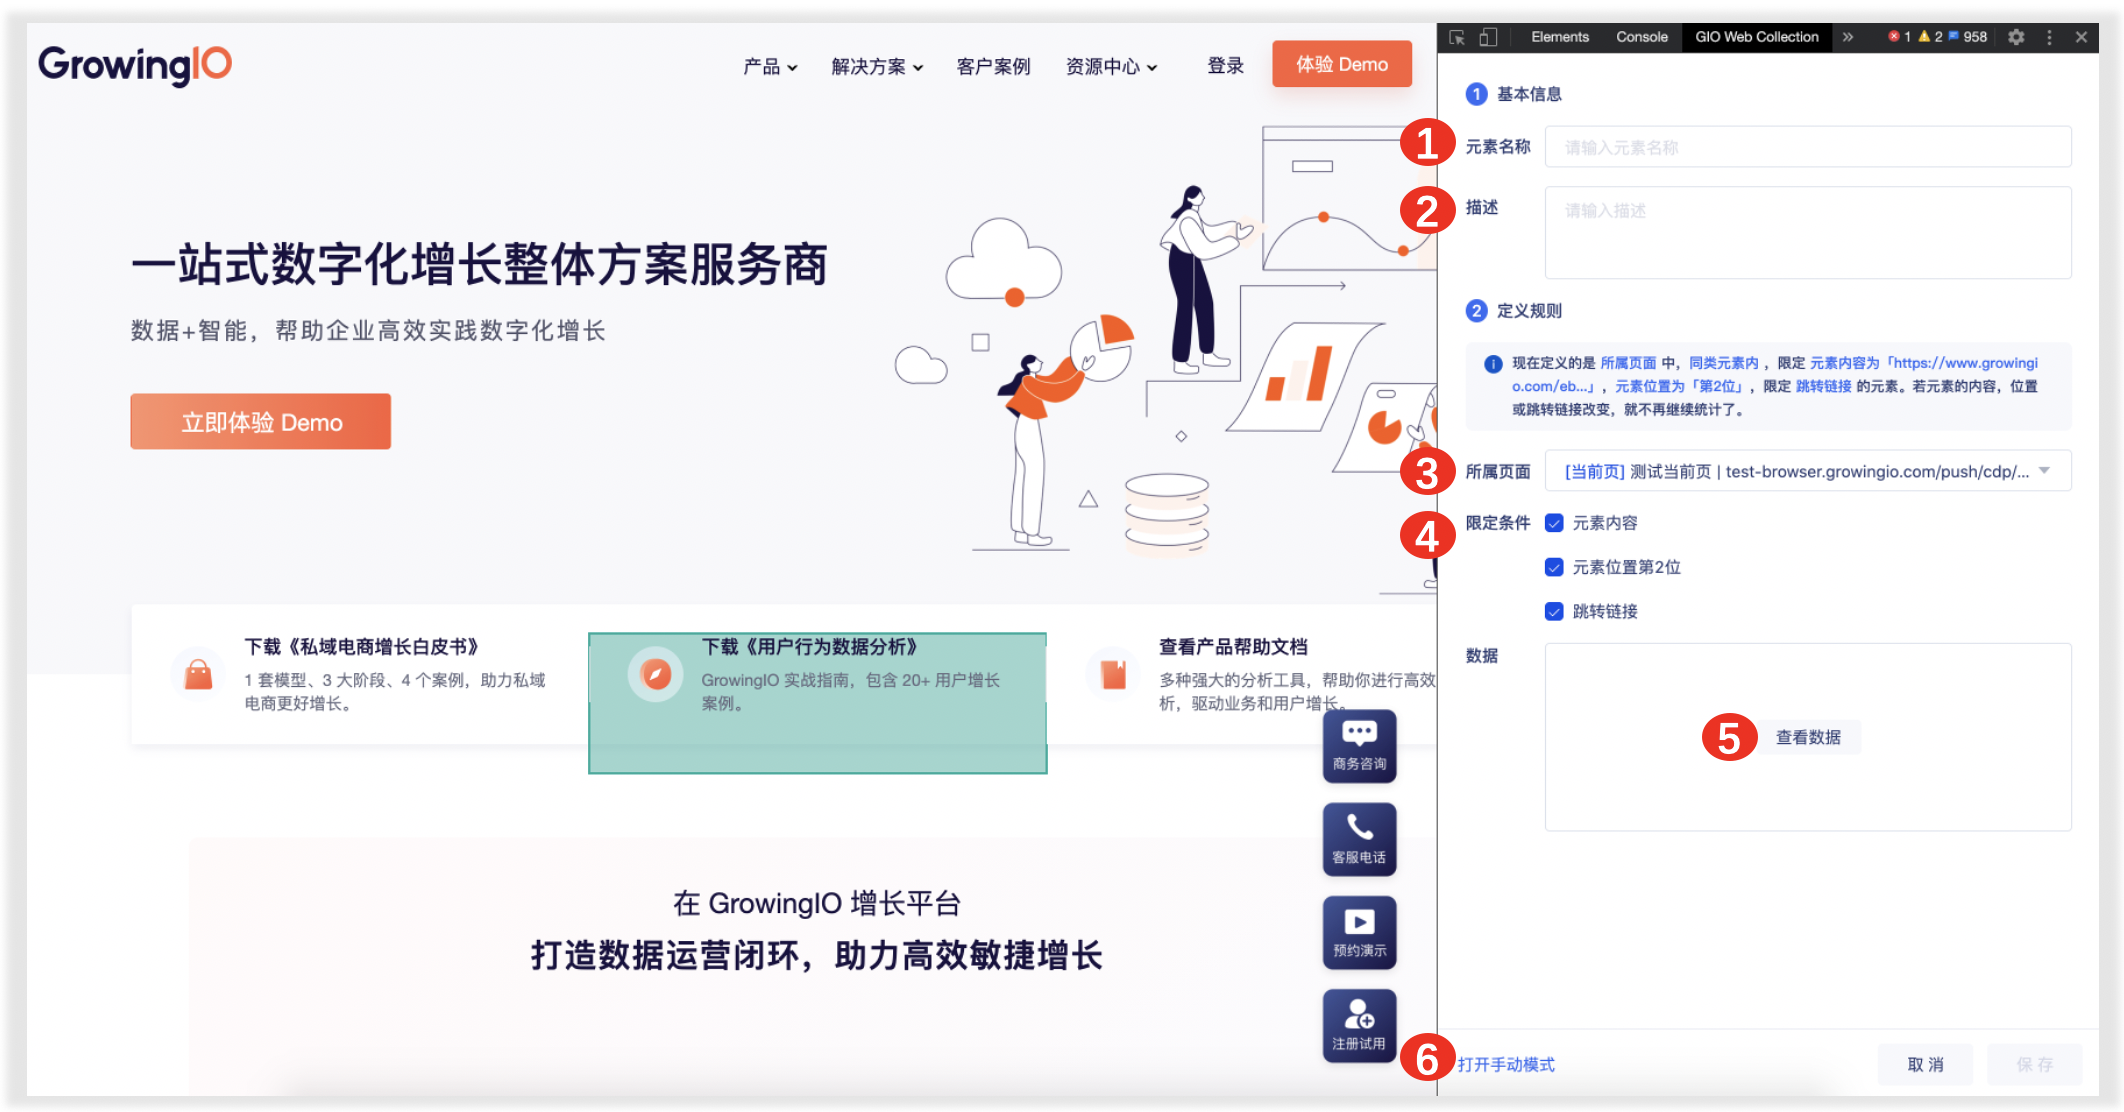 GrowingIO
产品
解决方案
客户案例
资源中心
登录
体验 Demo
一站式数字化增长整体方案服务商
数据+智能，帮助企业高效实践数字化增长
立即体验 Demo
下载《私域电商增长白皮书》
1 套模型、3 大阶段、4 个案例，助力私域
电商更好增长。
下载《用户行为数据分析》
GrowingIO 实战指南，包含 20+ 用户增长
案例。
查看产品帮助文档
多种强大的分析工具，帮助你进行高效
析，驱动业务和用户增长。
商务咨询
客服电话
预约演示
注册试用
在 GrowingIO 增长平台
打造数据运营闭环，助力高效敏捷增长
Elements
Console
GIO Web Collection
»
1
2
958
1 基本信息
1
元素名称
请输入元素名称
2
描述
请输入描述
2 定义规则
现在定义的是 所属页面 中，同类元素内 ，限定 元素内容为「https://www.growingi
o.com/eb...」，元素位置为「第2位」，限定 跳转链接 的元素。若元素的内容，位置
或跳转链接改变，就不再继续统计了。
3
所属页面
[当前页] 测试当前页 | test-browser.growingio.com/push/cdp/...
4
限定条件
元素内容
元素位置第2位
跳转链接
数据
5
查看数据
6
打开手动模式
取 消
保 存